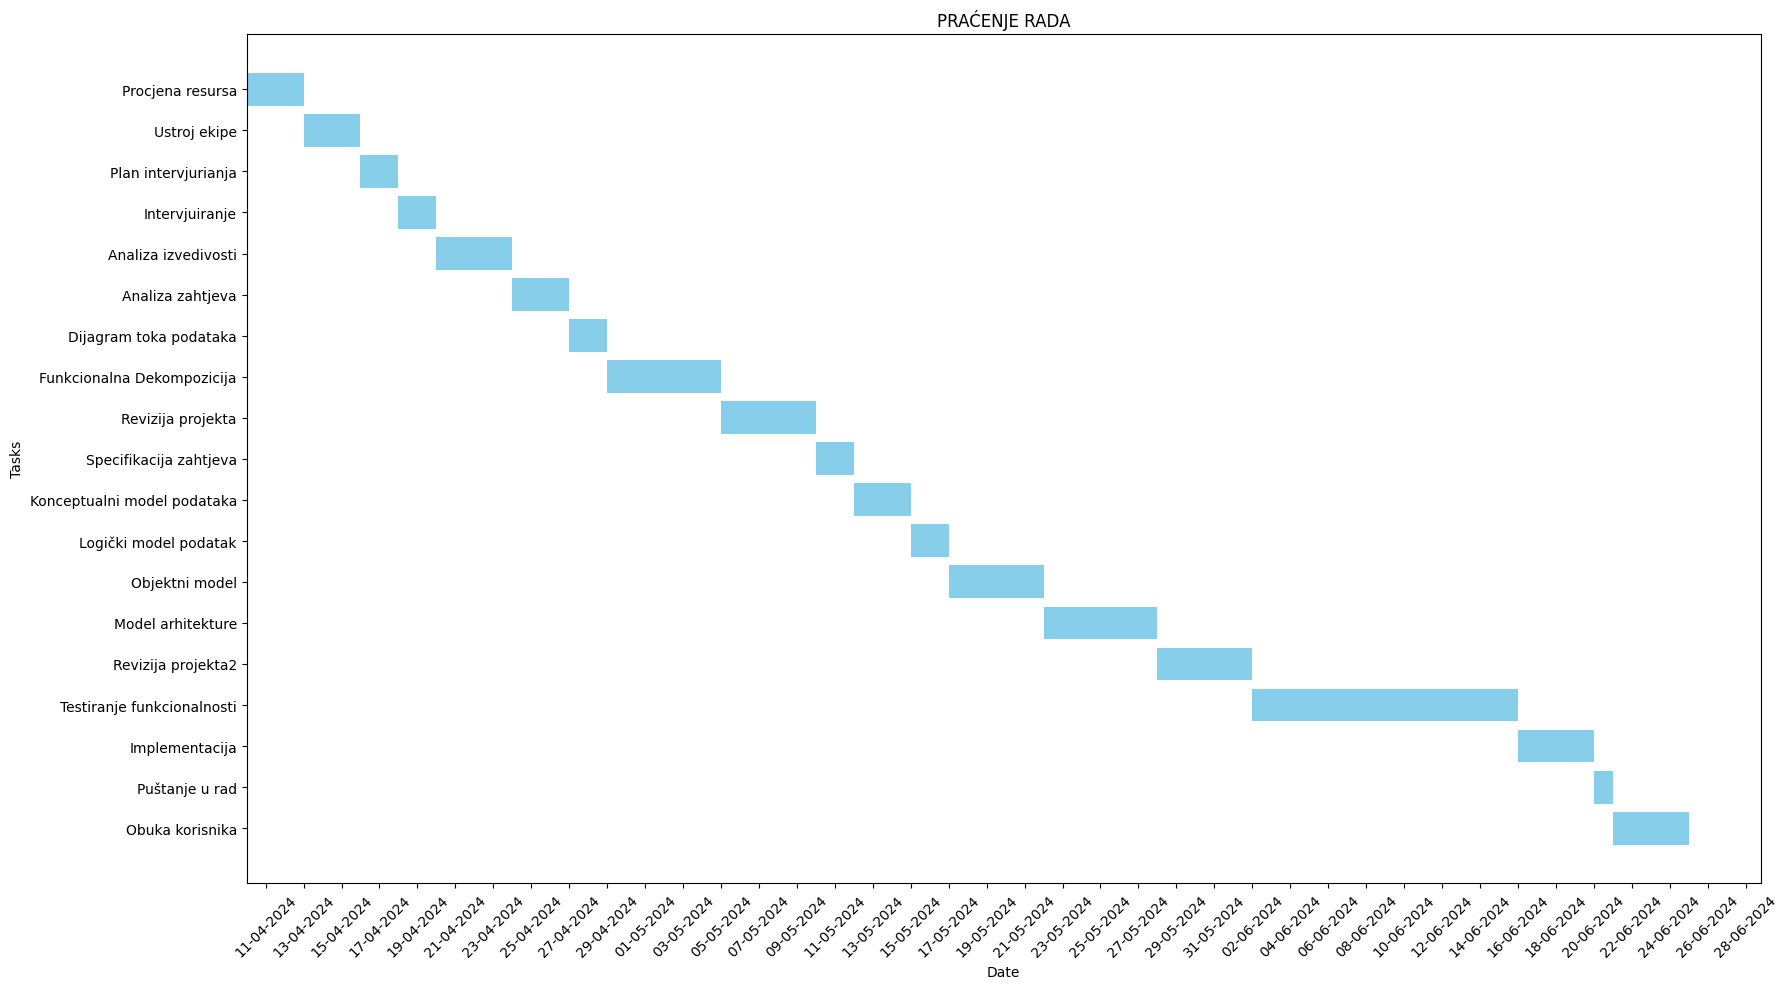 PRAĆENJE RADA
Procjena resursa
Ustroj ekipe
Plan intervjurianja
Intervjuiranje
Analiza izvedivosti
Analiza zahtjeva
Dijagram toka podataka
Funkcionalna Dekompozicija
Revizija projekta
Specifikacija zahtjeva
Konceptualni model podataka
Logički model podatak
Objektni model
Model arhitekture
Revizija projekta2
Testiranje funkcionalnosti
Implementacija
Puštanje u rad
Obuka korisnika
Tasks
11-04-2024
13-04-2024
15-04-2024
17-04-2024
19-04-2024
21-04-2024
23-04-2024
25-04-2024
27-04-2024
29-04-2024
01-05-2024
03-05-2024
05-05-2024
07-05-2024
09-05-2024
11-05-2024
13-05-2024
15-05-2024
17-05-2024
19-05-2024
21-05-2024
23-05-2024
25-05-2024
27-05-2024
29-05-2024
31-05-2024
02-06-2024
04-06-2024
06-06-2024
08-06-2024
10-06-2024
12-06-2024
14-06-2024
16-06-2024
18-06-2024
20-06-2024
22-06-2024
24-06-2024
26-06-2024
28-06-2024
Date